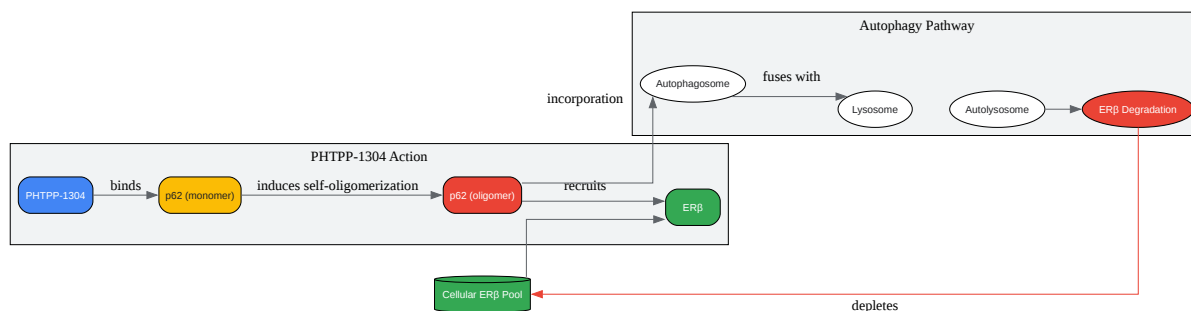 Autophagy Pathway
Autophagosome
fuses with
Lysosome
Autolysosome
ERβ Degradation
incorporation
PHTPP-1304 Action
PHTPP-1304
binds
p62 (monomer)
induces self-oligomerization
p62 (oligomer)
recruits
ERβ
Cellular ERβ Pool
depletes